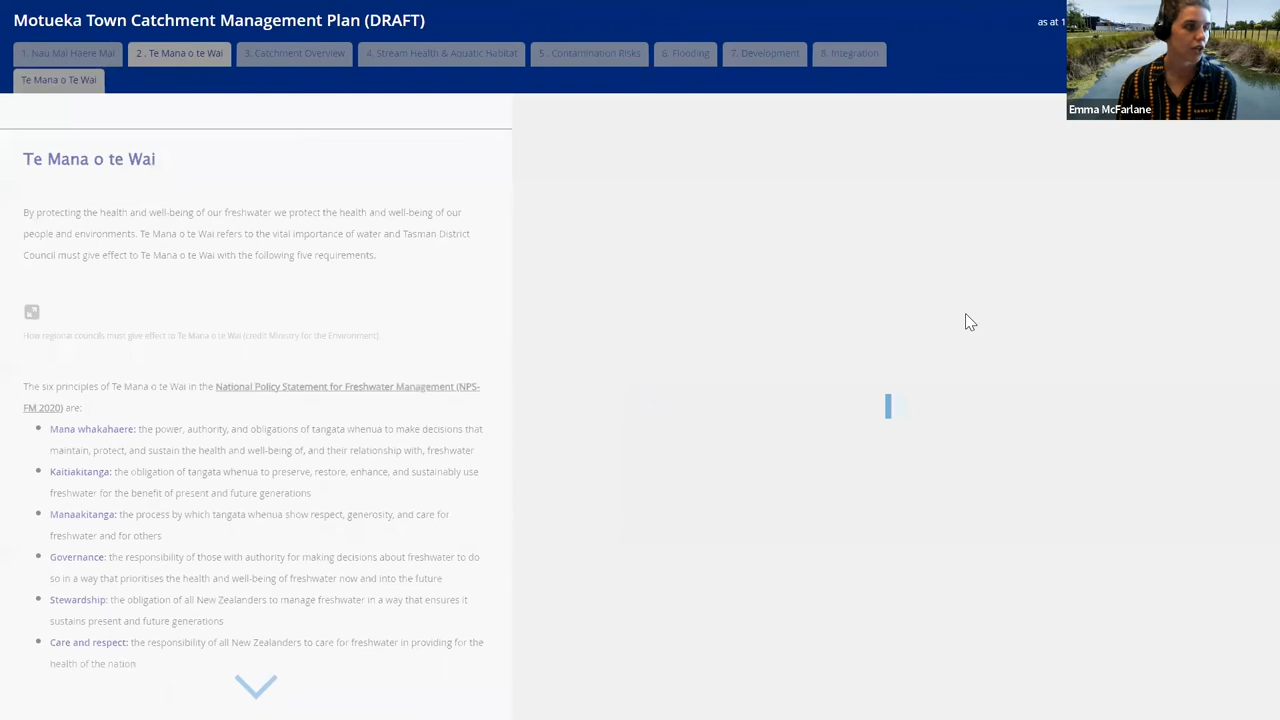 Motueka Town Catchment Management Plan (DRAFT)
as at 1
1. Nau Mai Haere Mai
2 . Te Mana o te Wai
3. Catchment Overview
4. Stream Health & Aquatic Habitat
5 . Contamination Risks
6. Flooding
7. Development
8. Integration
Te Mana o Te Wai
Emma McFarlane
Te Mana o te Wai
By protecting the health and well-being of our freshwater we protect the health and well-being of our
people and environments. Te Mana o te Wai refers to the vital importance of water and Tasman District
Council must give effect to Te Mana o te Wai with the following five requirements.
How regional councils must give effect to Te Mana o te Wai (credit Ministry for the Environment)
The six principles of Te Mana o te Wai in the National Policy Statement for Freshwater Management (NPS-
FM 2020) are:
Mana whakahaere: the power, authority, and obligations of tangata whenua to make decisions that
maintain, protect, and sustain the health and well-being of, and their relationship with, freshwater
Kaitiakitanga: the obligation of tangata whenua to preserve, restore, enhance, and sustainably use
freshwater for the benefit of present and future generations
Manaakitanga: the process by which tangata whenua show respect, generosity, and care for
freshwater and for others
Governance: the responsibility of those with authority for making decisions about freshwater to do
so in a way that prioritises the health and well-being of freshwater now and into the future
Stewardship: the obligation of all New Zealanders to manage freshwater in a way that ensures it
sustains present and future generations
Care and respect: the responsibility of all New Zealanders to care for freshwater in providing for the
health of the nation